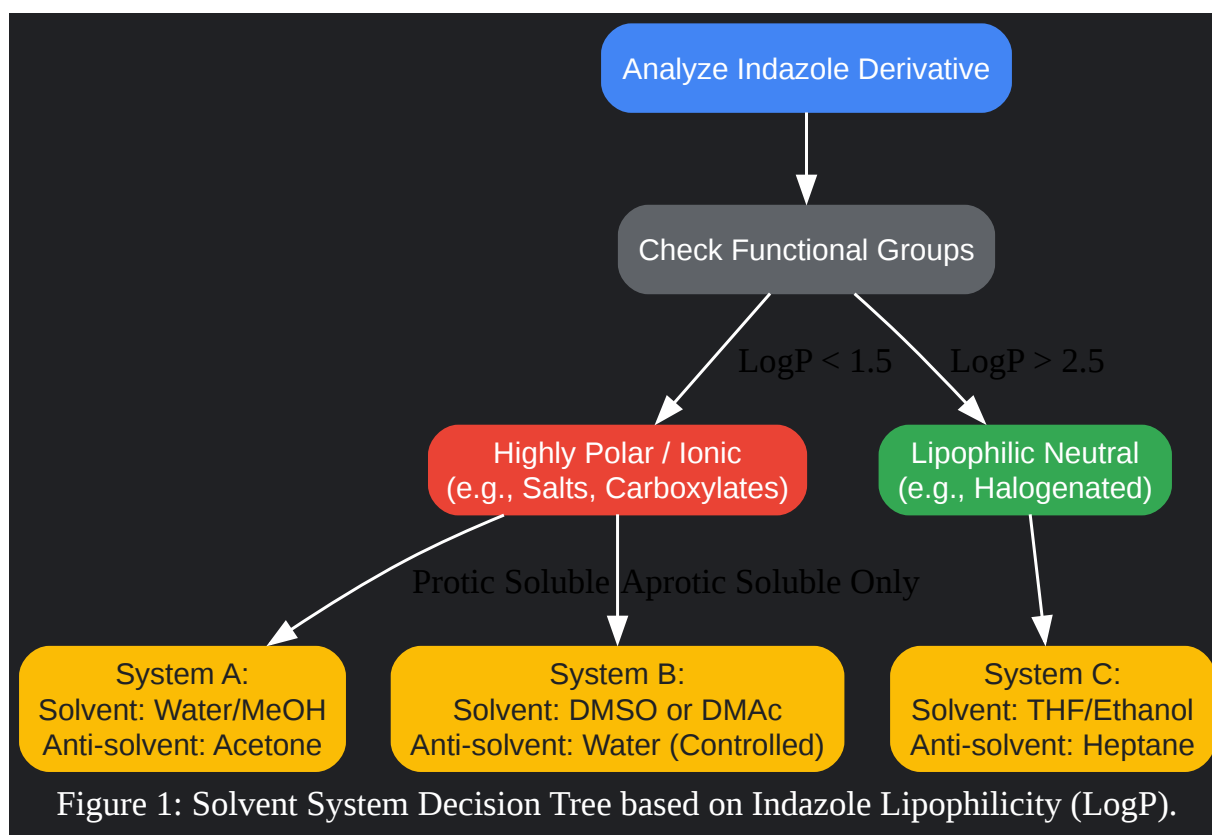 Analyze Indazole Derivative
Check Functional Groups
LogP < 1.5
LogP > 2.5
Highly Polar / Ionic
(e.g., Salts, Carboxylates)
Lipophilic Neutral
(e.g., Halogenated)
Protic Soluble
Aprotic Soluble Only
System A:
Solvent: Water/MeOH
Anti-solvent: Acetone
System B:
Solvent: DMSO or DMAc
Anti-solvent: Water (Controlled)
System C:
Solvent: THF/Ethanol
Anti-solvent: Heptane
Figure 1: Solvent System Decision Tree based on Indazole Lipophilicity (LogP).